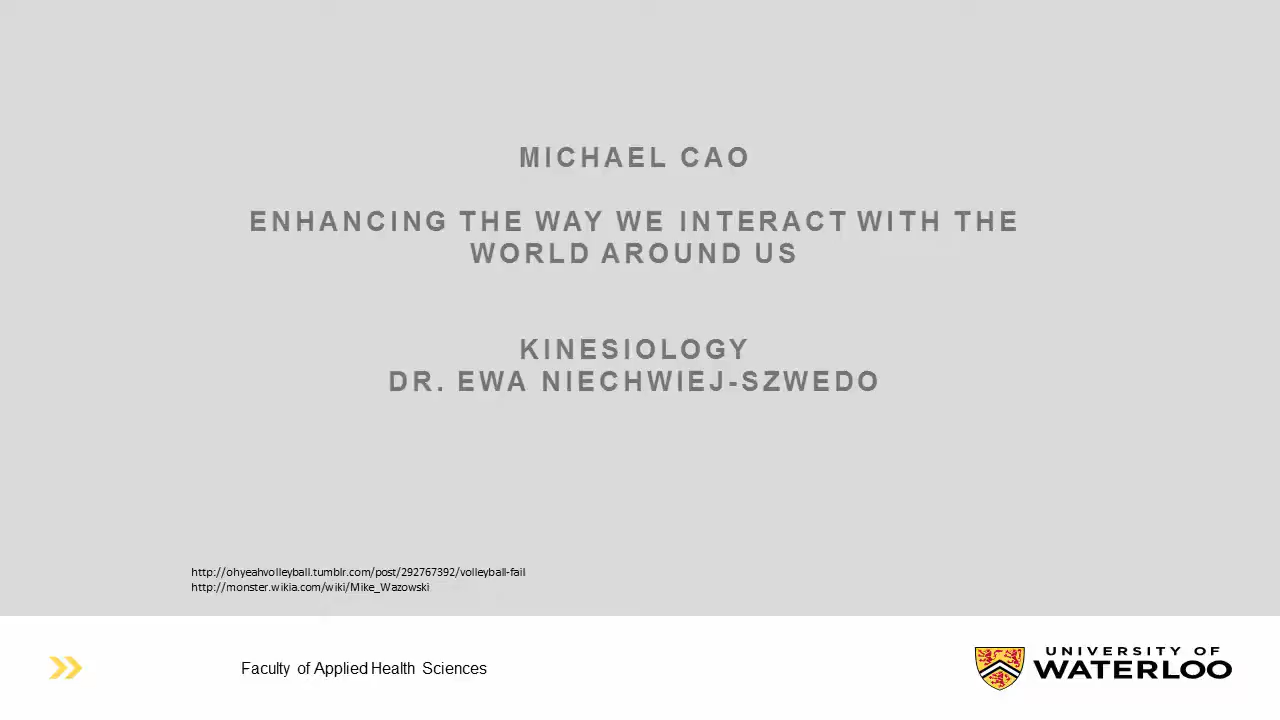 MICHAEL CAO
ENHANCING THE WAY WE INTERACT WITH THE
WORLD AROUND US
KINESIOLOGY
DR. EWA NIECHWIEJ-SZWEDO
http://ohyeahvolleyball.tumblr.com/post/292767392/volleyball-fail
http://monster.wikia.com/wiki/Mike_Wazowski
Faculty of Applied Health Sciences
UNIVERSITY OF
WATERLOO